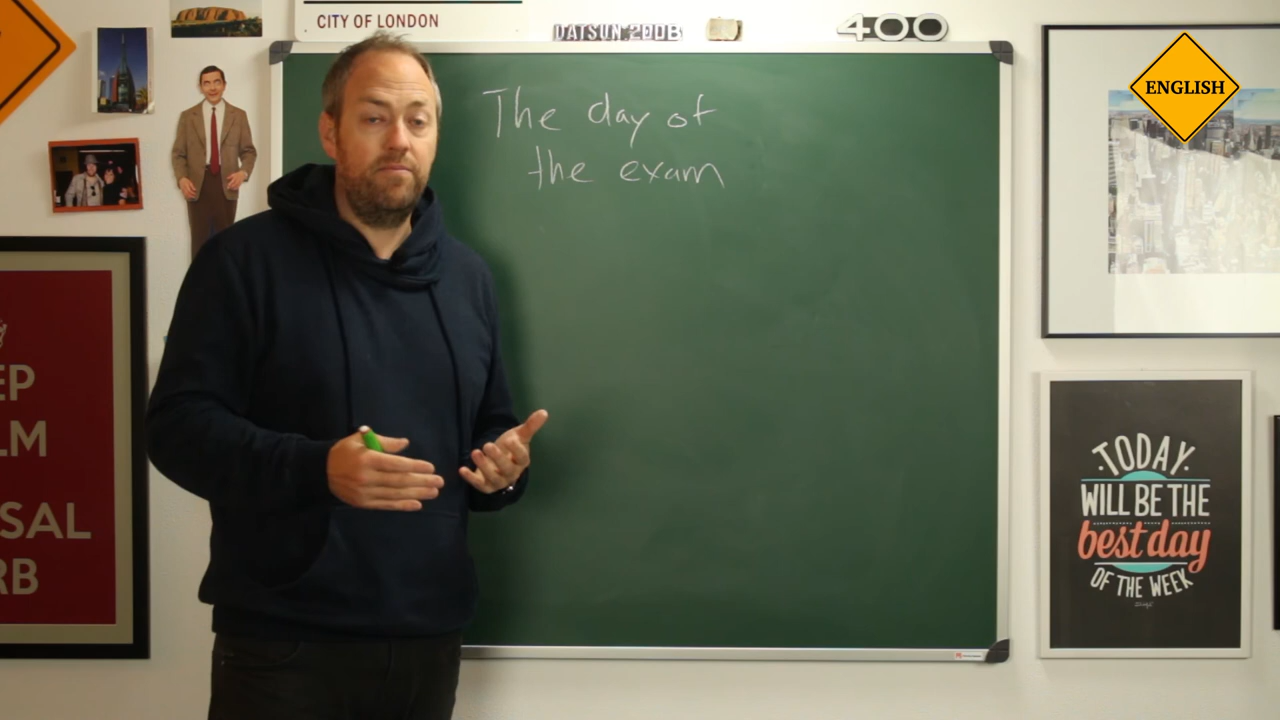 CITY OF LONDON
DATSUN 200B
400
ENGLISH
The day of
the exam
EP
LM
SAL
RB
TODAY
WILL BE THE
best day
OF THE WEEK